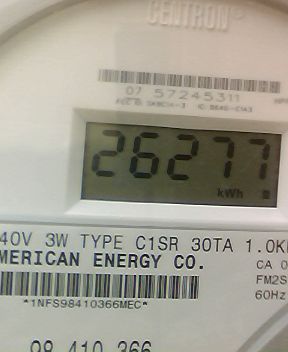 CENTRON®
07 57245311
26277
kWh
40V 3W TYPE C1SR 30TA 1.0K
MERICAN ENERGY CO.
CA 0
FM2S
60Hz
*1NFS98410366MEC*
98 410 366